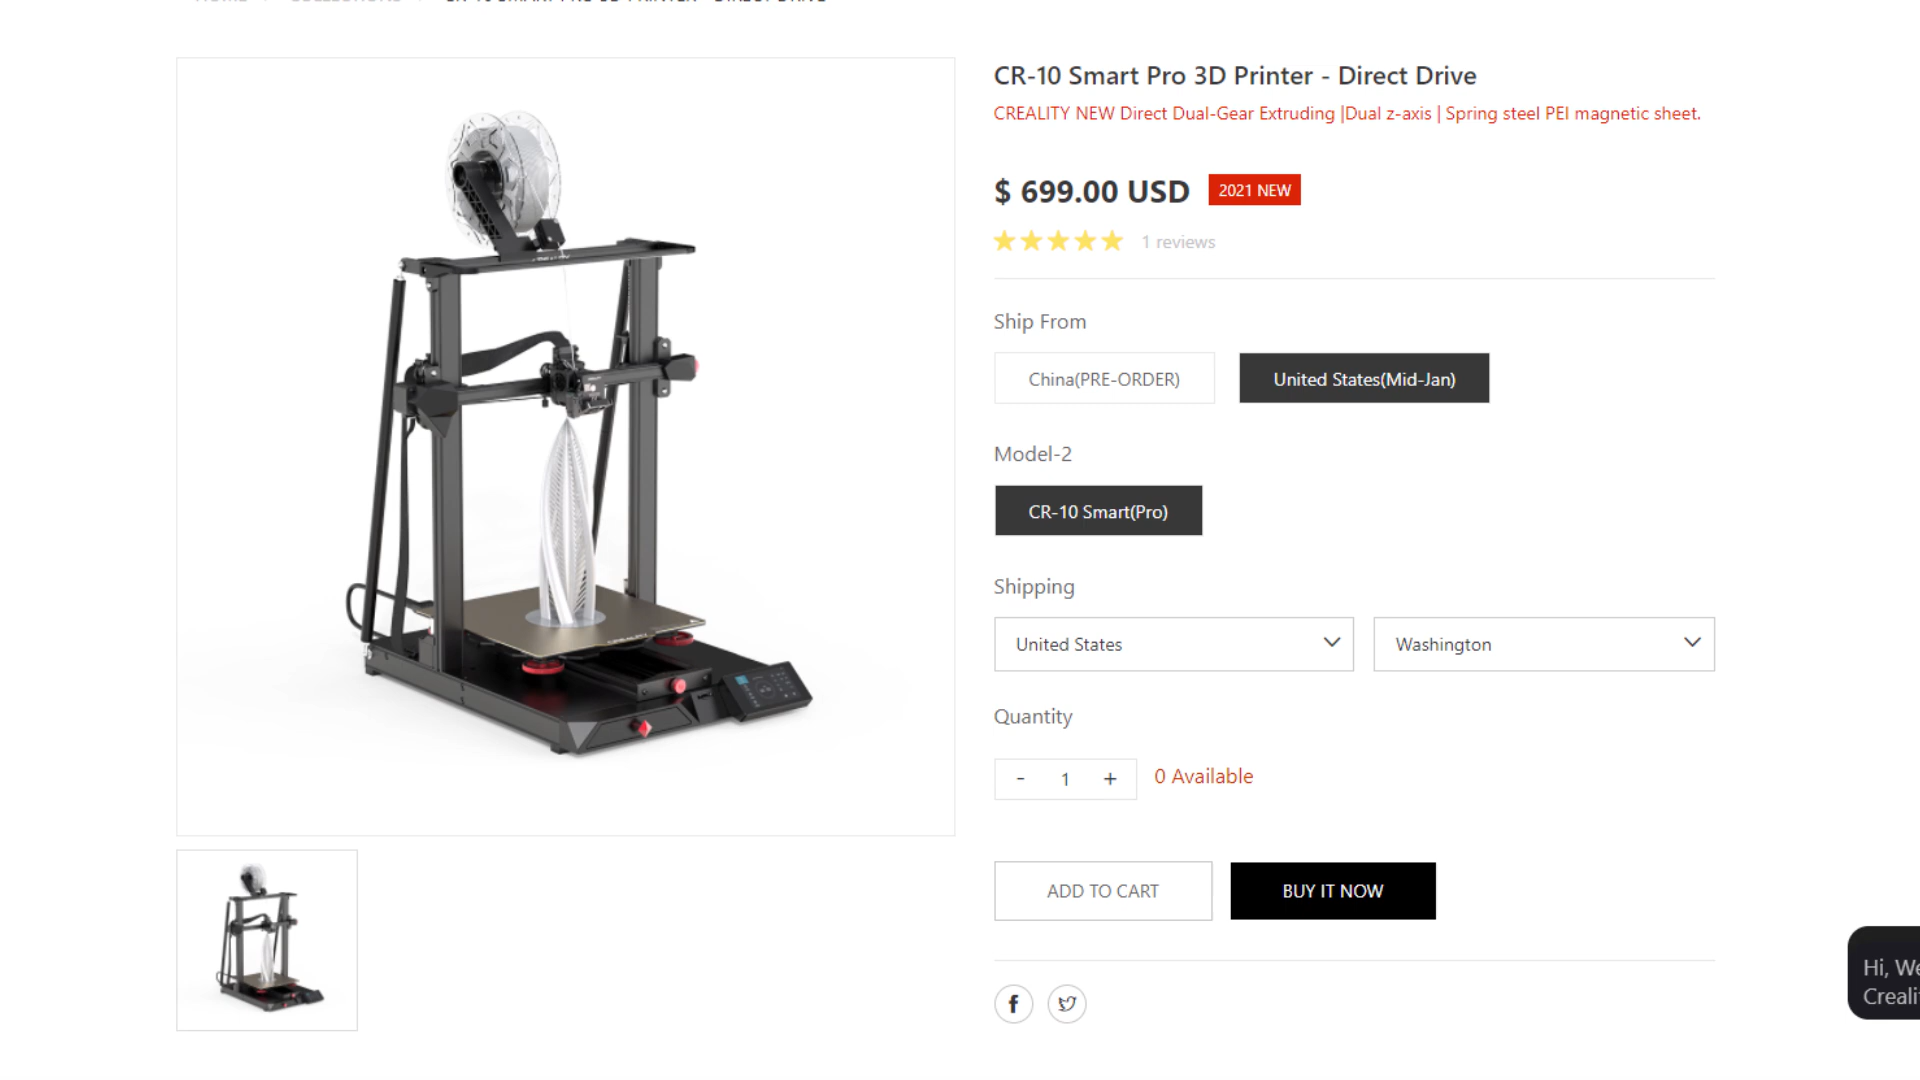 CR-10 Smart Pro 3D Printer - Direct Drive
CREALITY NEW Direct Dual-Gear Extruding |Dual z-axis | Spring steel PEI magnetic sheet.
$ 699.00 USD
2021 NEW
1 reviews
Ship From
China(PRE-ORDER)
United States(Mid-Jan)
Model-2
CR-10 Smart(Pro)
Shipping
United States
Washington
Quantity
- 1 +
0 Available
ADD TO CART
BUY IT NOW
Hi, We
Creali